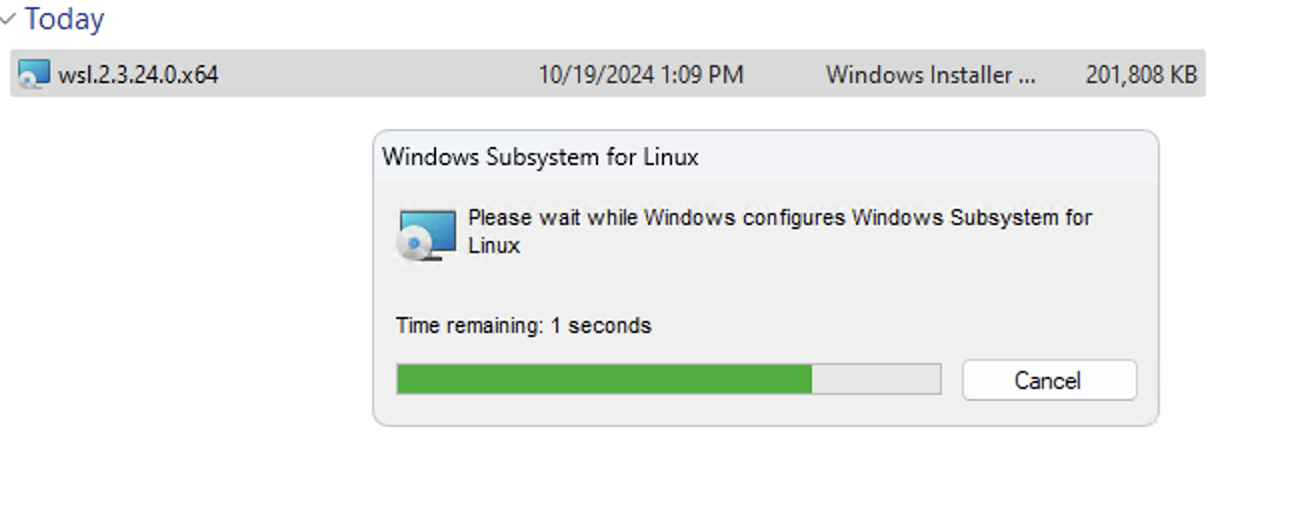 Today
wsl.2.3.24.0.x64 10/19/2024 1:09 PM Windows Installer ... 201,808 KB
Windows Subsystem for Linux
Please wait while Windows configures Windows Subsystem for
Linux
Time remaining: 1 seconds
Cancel